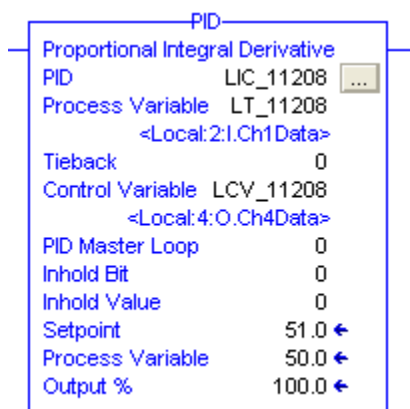 PID
Proportional Integral Derivative
PID LIC_11208 ...
Process Variable LT_11208
<Local:2:I.Ch1Data>
Tieback 0
Control Variable LCV_11208
<Local:4:O.Ch4Data>
PID Master Loop 0
Inhold Bit 0
Inhold Value 0
Setpoint 51.0 ←
Process Variable 50.0 ←
Output % 100.0 ←